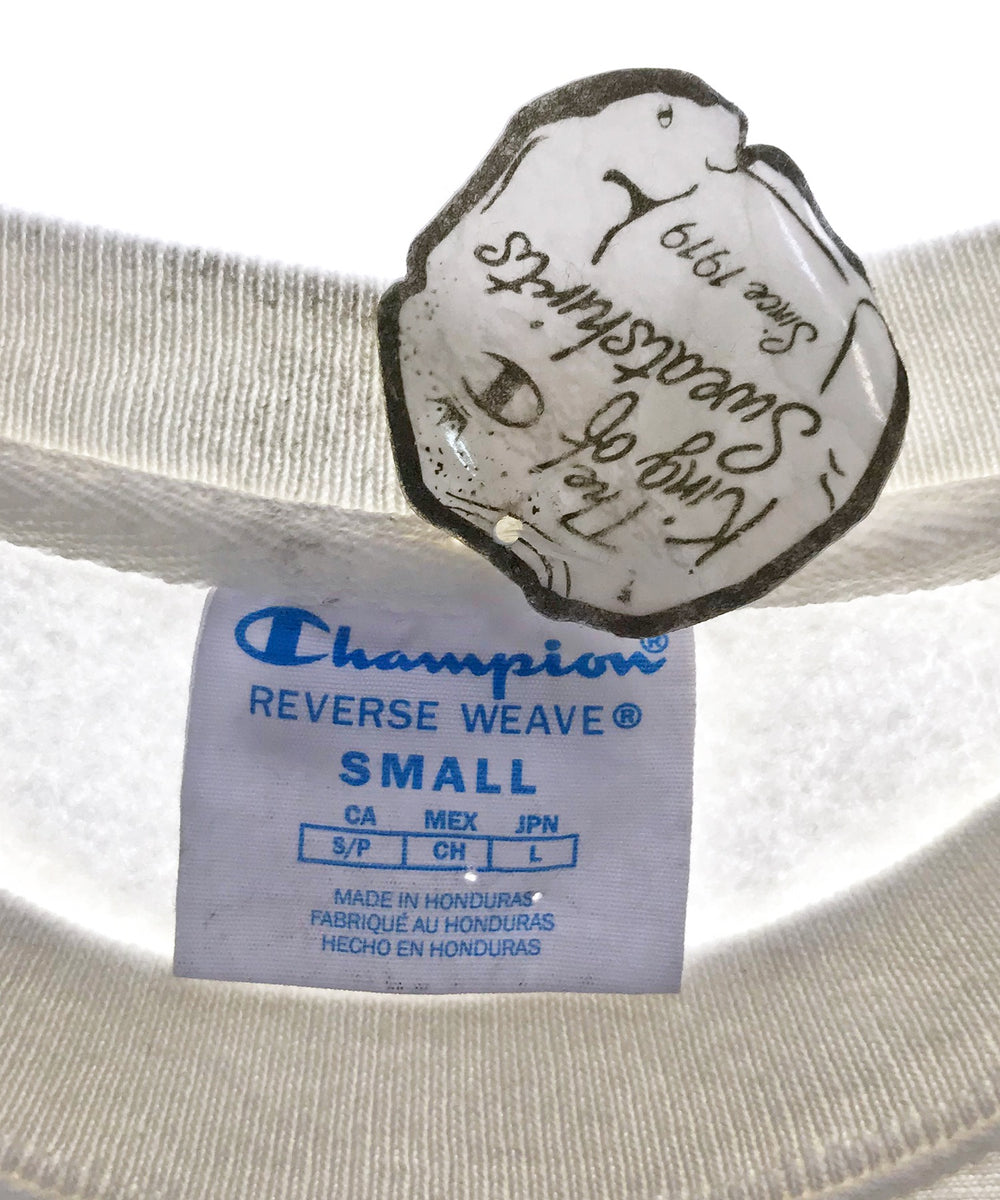 The
King of
Sweatshirts
Since 1919
Champion®
REVERSE WEAVE®
SMALL
CA MEX JPN
S/P CH L
MADE IN HONDURAS
FABRIQUÉ AU HONDURAS
HECHO EN HONDURAS